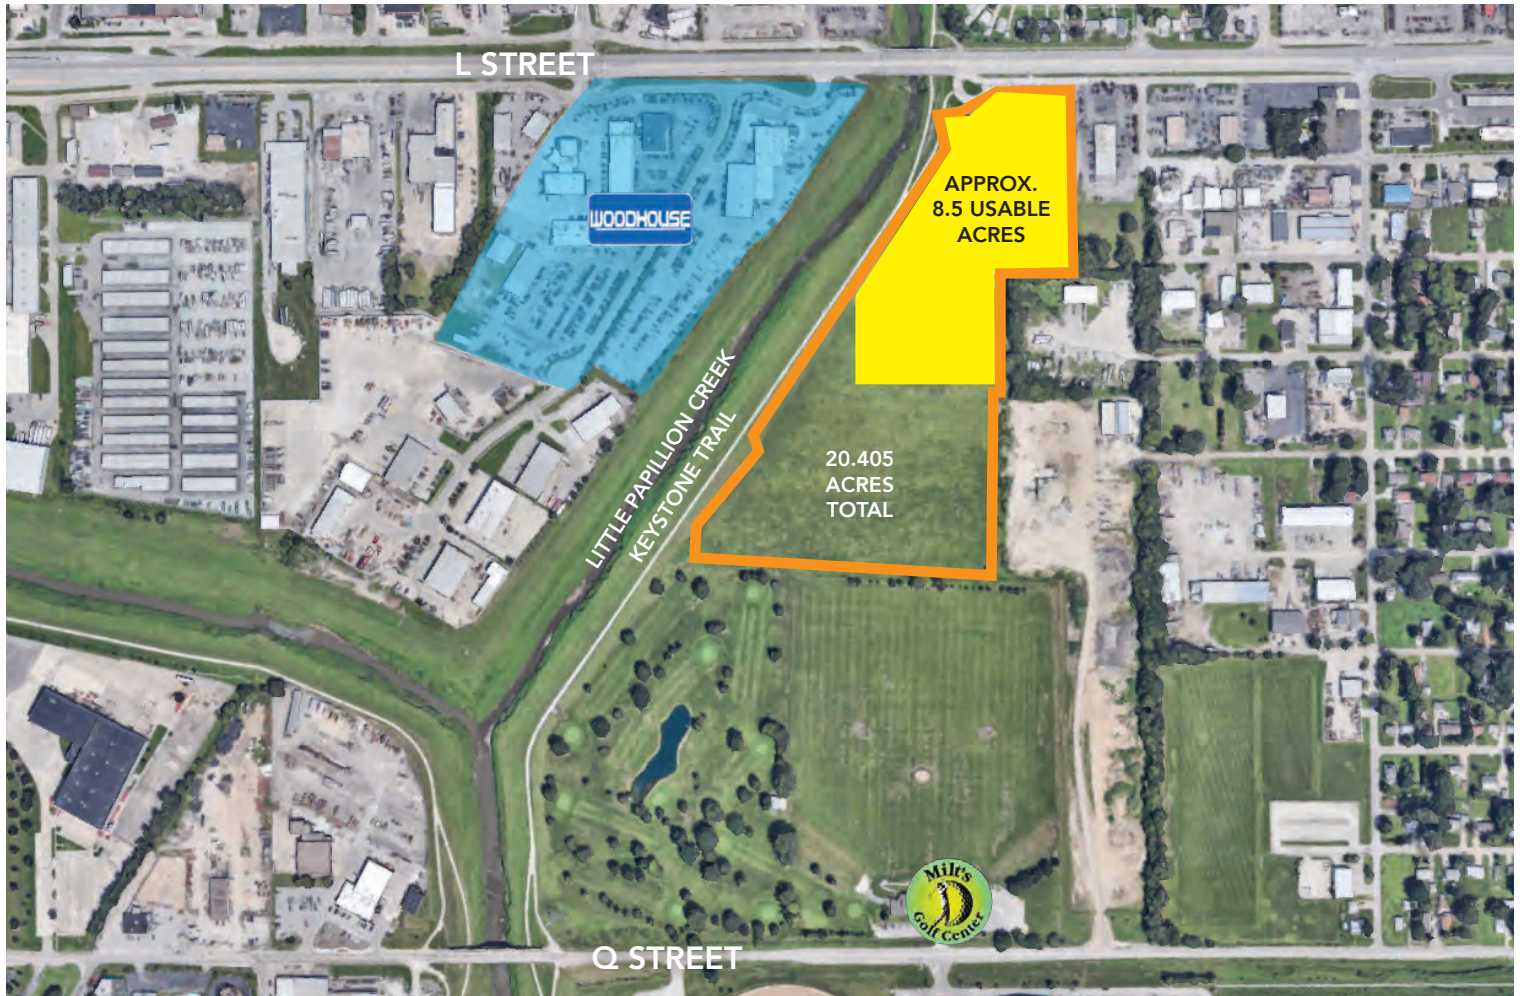 L STREET
WOODHOUSE
APPROX.
8.5 USABLE
ACRES
LITTLE PAPILLION CREEK
KEYSTONE TRAIL
20.405
ACRES
TOTAL
Milt's
Golf Center
Q STREET